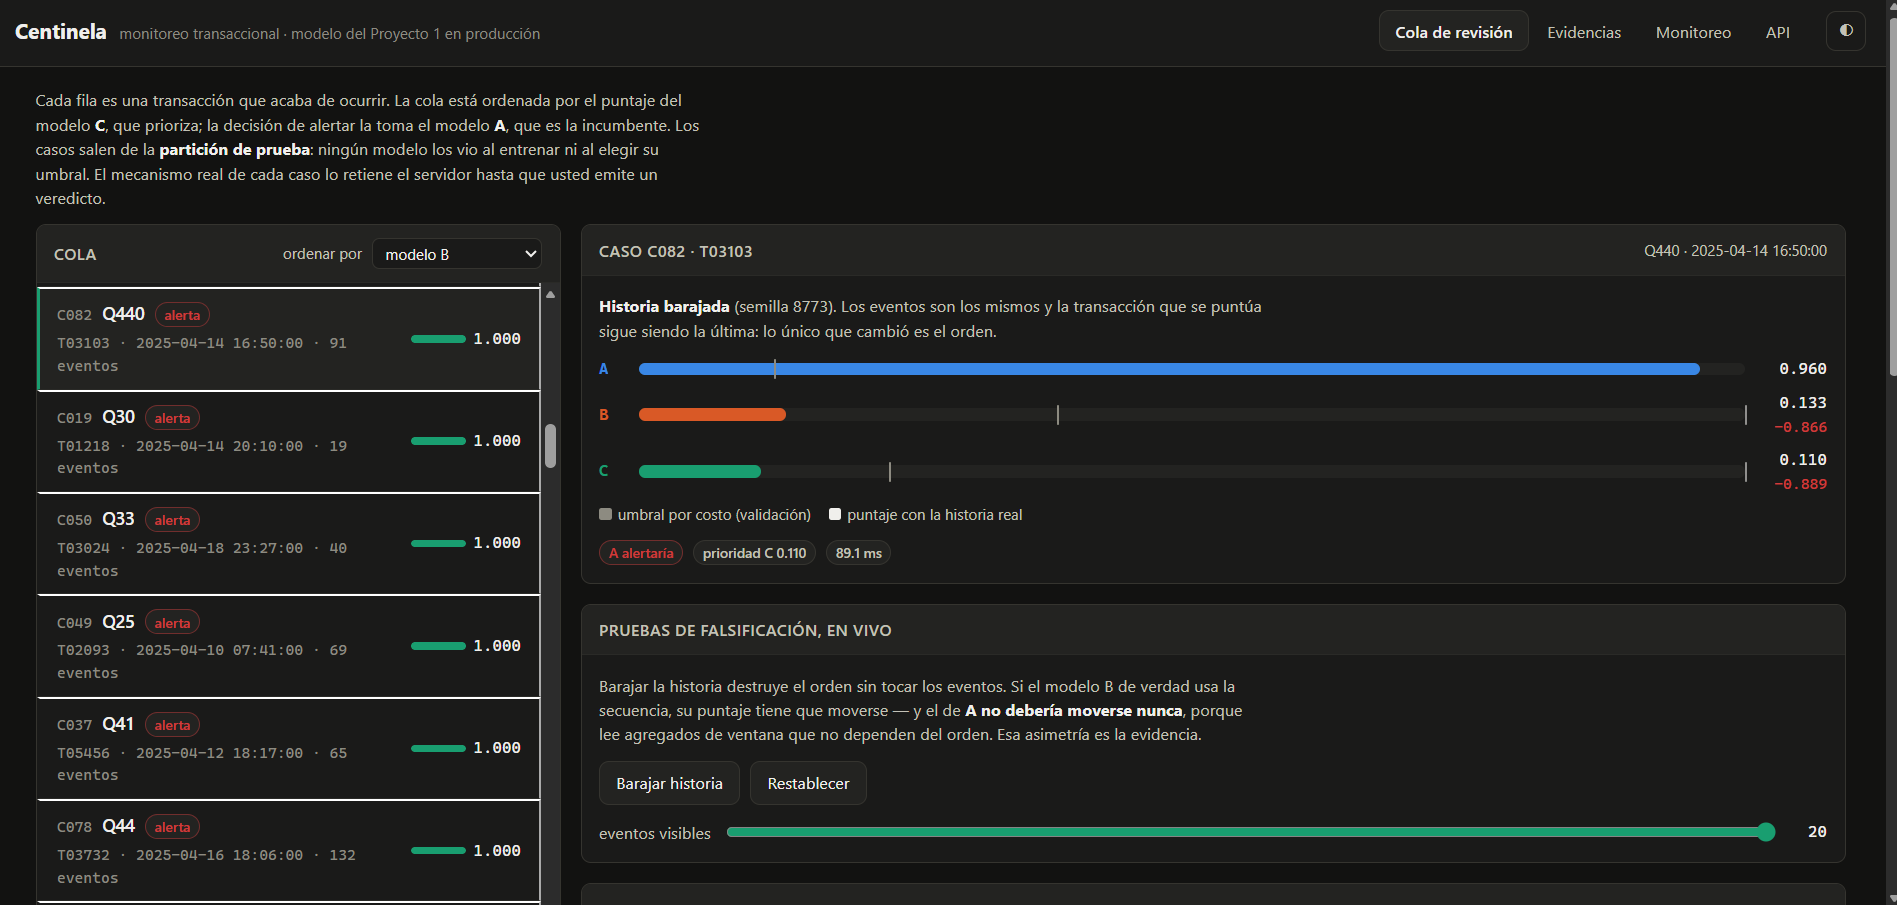 Centinela monitoreo transaccional · modelo del Proyecto 1 en producción
Cola de revisión Evidencias Monitoreo API
Cada fila es una transacción que acaba de ocurrir. La cola está ordenada por el puntaje del
modelo C, que prioriza; la decisión de alertar la toma el modelo A, que es la incumbente. Los
casos salen de la partición de prueba: ningún modelo los vio al entrenar ni al elegir su
umbral. El mecanismo real de cada caso lo retiene el servidor hasta que usted emite un
veredicto.
COLA ordenar por modelo B
C082 Q440 alerta
T03103 · 2025-04-14 16:50:00 · 91
eventos
1.000
C019 Q30 alerta
T01218 · 2025-04-14 20:10:00 · 19
eventos
1.000
C050 Q33 alerta
T03024 · 2025-04-18 23:27:00 · 40
eventos
1.000
C049 Q25 alerta
T02093 · 2025-04-10 07:41:00 · 69
eventos
1.000
C037 Q41 alerta
T05456 · 2025-04-12 18:17:00 · 65
eventos
1.000
C078 Q44 alerta
T03732 · 2025-04-16 18:06:00 · 132
eventos
1.000
CASO C082 · T03103 Q440 · 2025-04-14 16:50:00
Historia barajada (semilla 8773). Los eventos son los mismos y la transacción que se puntúa
sigue siendo la última: lo único que cambió es el orden.
A 0.960
B 0.133
−0.866
C 0.110
−0.889
umbral por costo (validación) puntaje con la historia real
A alertaría prioridad C 0.110 89.1 ms
PRUEBAS DE FALSIFICACIÓN, EN VIVO
Barajar la historia destruye el orden sin tocar los eventos. Si el modelo B de verdad usa la
secuencia, su puntaje tiene que moverse — y el de A no debería moverse nunca, porque
lee agregados de ventana que no dependen del orden. Esa asimetría es la evidencia.
Barajar historia Restablecer
eventos visibles 20